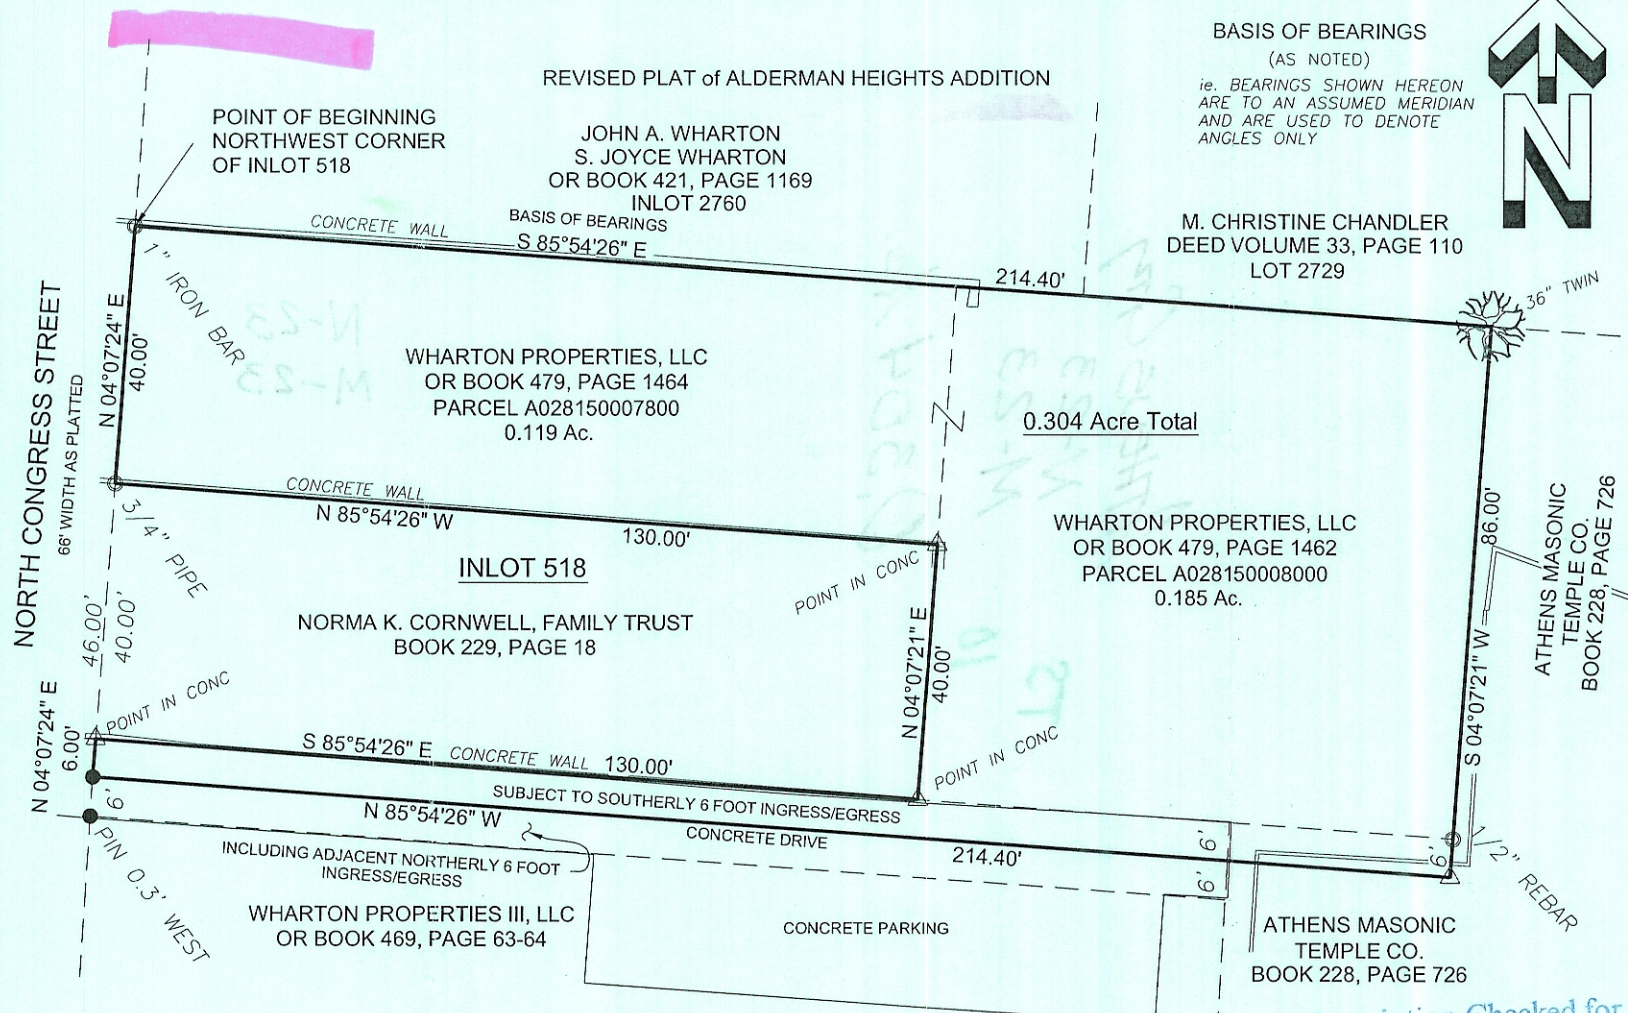 BASIS OF BEARINGS
(AS NOTED)
ie. BEARINGS SHOWN HEREON
ARE TO AN ASSUMED MERIDIAN
AND ARE USED TO DENOTE
ANGLES ONLY
N
REVISED PLAT of ALDERMAN HEIGHTS ADDITION
POINT OF BEGINNING
NORTHWEST CORNER
OF INLOT 518
JOHN A. WHARTON
S. JOYCE WHARTON
OR BOOK 421, PAGE 1169
INLOT 2760
BASIS OF BEARINGS
CONCRETE WALL
S 85°54'26" E
214.40'
M. CHRISTINE CHANDLER
DEED VOLUME 33, PAGE 110
LOT 2729
36" TWIN
1" IRON BAR
N 04°07'24" E
40.00'
NORTH CONGRESS STREET
66' WIDTH AS PLATTED
N-23
M-23
WHARTON PROPERTIES, LLC
OR BOOK 479, PAGE 1464
PARCEL A028150007800
0.119 Ac.
0.304 Acre Total
CONCRETE WALL
N 85°54'26" W
130.00'
3/4" PIPE
INLOT 518
NORMA K. CORNWELL, FAMILY TRUST
BOOK 229, PAGE 18
POINT IN CONC
N 04°07'21" E
40.00'
WHARTON PROPERTIES, LLC
OR BOOK 479, PAGE 1462
PARCEL A028150008000
0.185 Ac.
86.00'
S 04°07'21" W
ATHENS MASONIC
TEMPLE CO.
BOOK 228, PAGE 726
46.00'
40.00'
POINT IN CONC
N 04°07'24" E
6.00'
S 85°54'26" E
CONCRETE WALL
130.00'
POINT IN CONC
SUBJECT TO SOUTHERLY 6 FOOT INGRESS/EGRESS
6'
N 85°54'26" W
CONCRETE DRIVE
214.40'
6'
6'
6'
1/2" REBAR
PIN 0.3' WEST
INCLUDING ADJACENT NORTHERLY 6 FOOT
INGRESS/EGRESS
WHARTON PROPERTIES III, LLC
OR BOOK 469, PAGE 63-64
CONCRETE PARKING
ATHENS MASONIC
TEMPLE CO.
BOOK 228, PAGE 726
Checked for